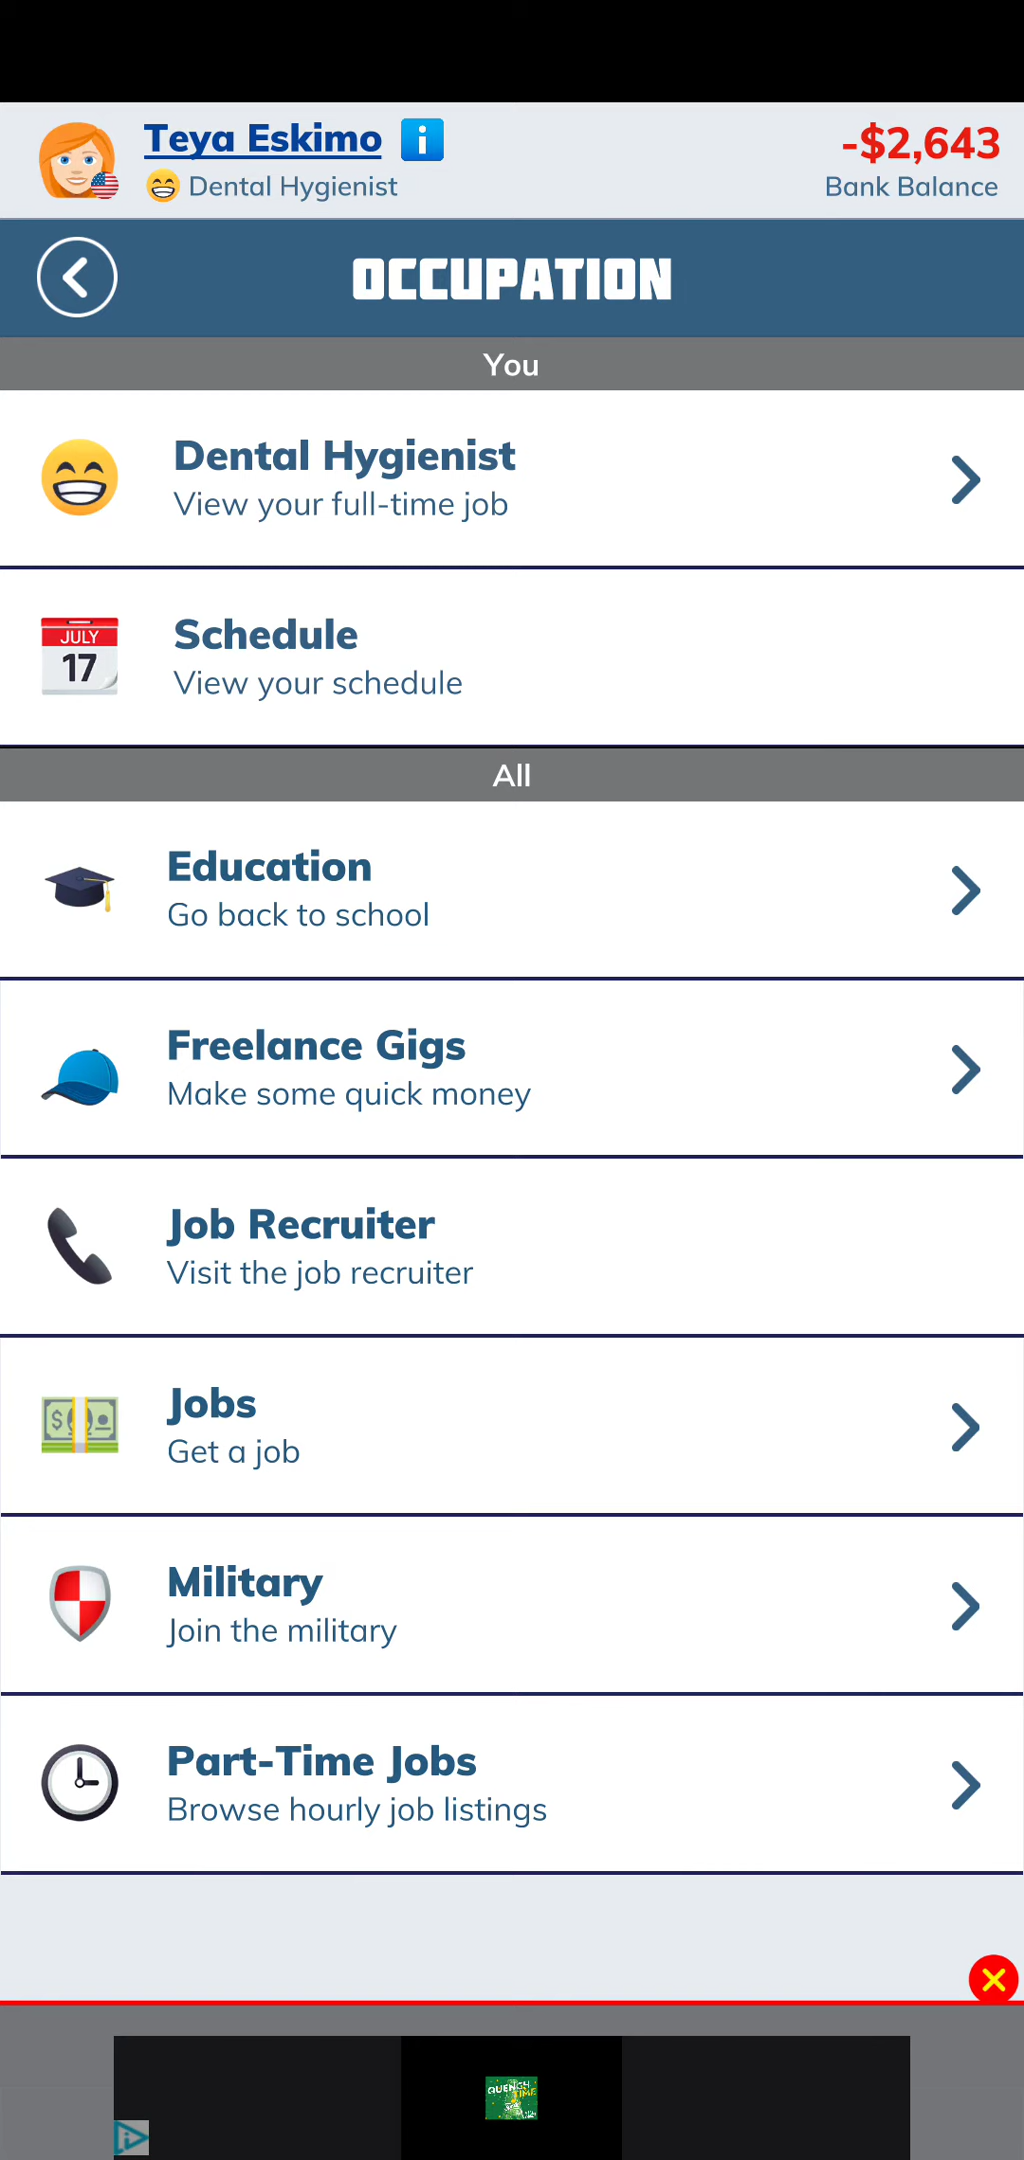 Teya Eskimo
-$2,643
Dental Hygienist
Bank Balance
OCCUPATION
You
Dental Hygienist
View your full-time job
JULY
17
Schedule
View your schedule
All
Education
Go back to school
Freelance Gigs
Make some quick money
Job Recruiter
Visit the job recruiter
Jobs
Get a job
Military
Join the military
Part-Time Jobs
Browse hourly job listings
QUENCH
TIME